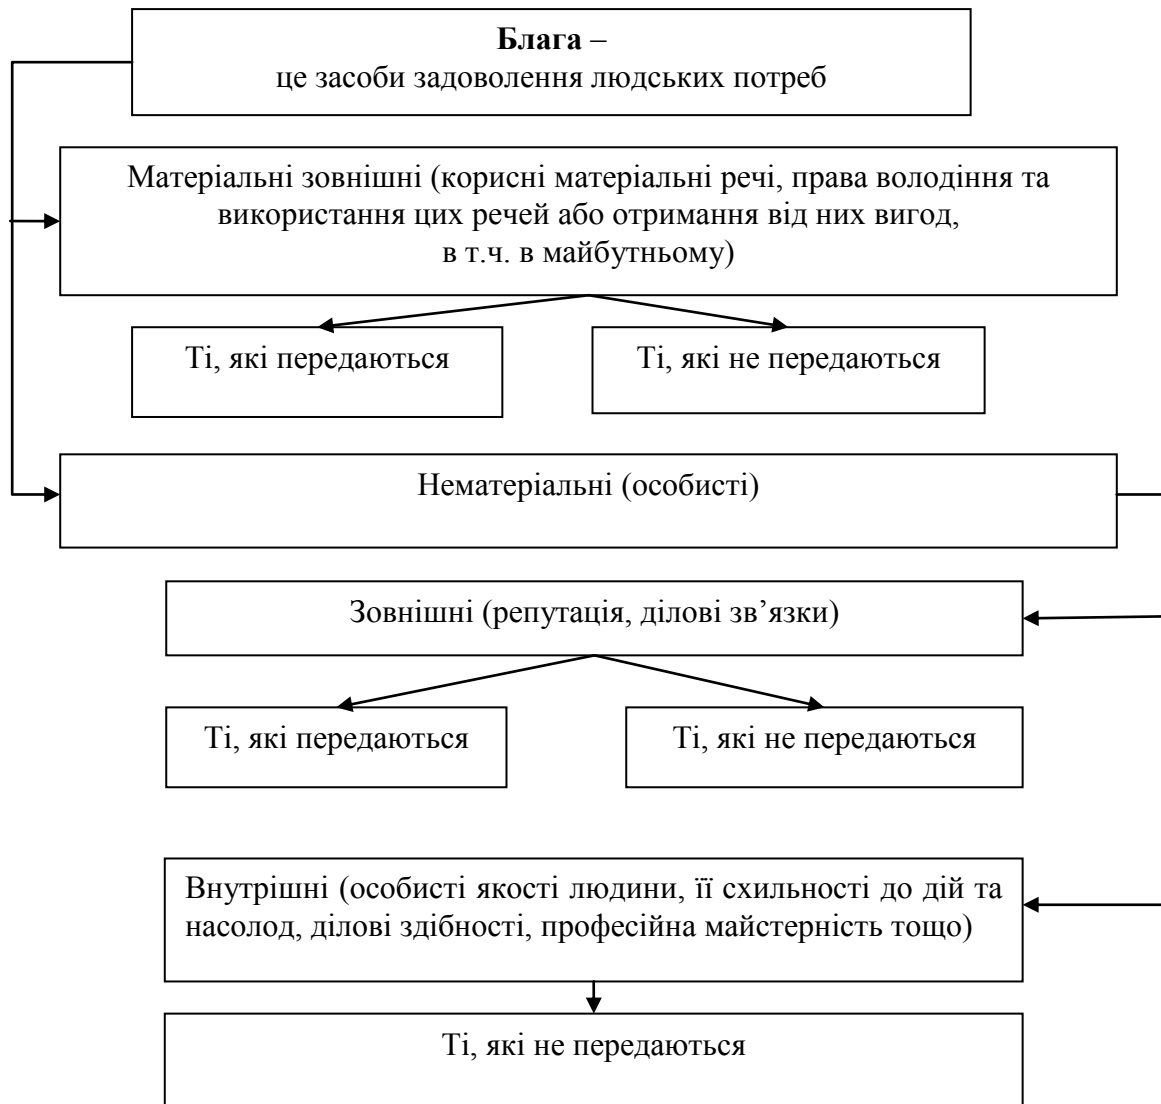 Блага –
це засоби задоволення людських потреб
Матеріальні зовнішні (корисні матеріальні речі, права володіння та
використання цих речей або отримання від них вигод,
в т.ч. в майбутньому)
Ті, які передаються
Ті, які не передаються
Нематеріальні (особисті)
Зовнішні (репутація, ділові зв’язки)
Ті, які передаються
Ті, які не передаються
Внутрішні (особисті якості людини, її схильності до дій та
насолод, ділові здібності, професійна майстерність тощо)
Ті, які не передаються